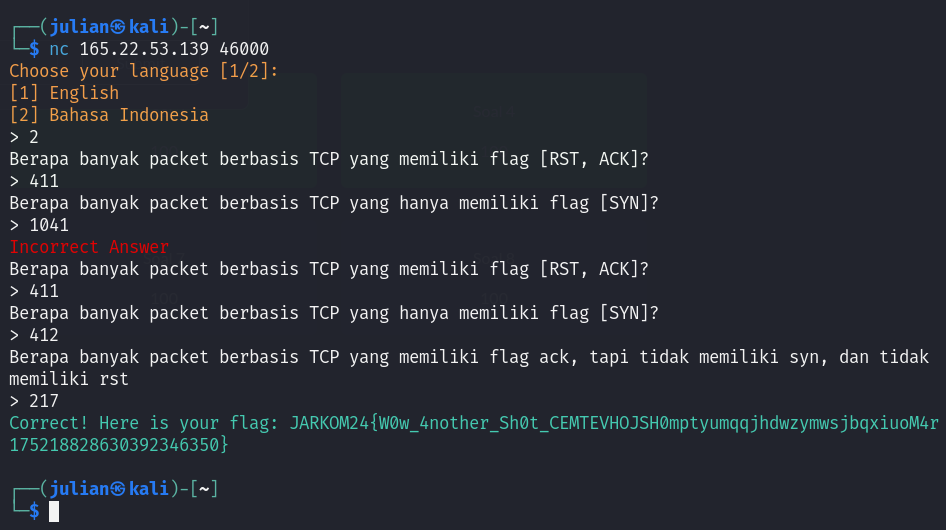 ┌──(julian㉿kali)-[~]
└─$ nc 165.22.53.139 46000
Choose your language [1/2]:
[1] English
[2] Bahasa Indonesia
> 2
Berapa banyak packet berbasis TCP yang memiliki flag [RST, ACK]?
> 411
Berapa banyak packet berbasis TCP yang hanya memiliki flag [SYN]?
> 1041
Incorrect Answer
Berapa banyak packet berbasis TCP yang memiliki flag [RST, ACK]?
> 411
Berapa banyak packet berbasis TCP yang hanya memiliki flag [SYN]?
> 412
Berapa banyak packet berbasis TCP yang memiliki flag ack, tapi tidak memiliki syn, dan tidak
memiliki rst
> 217
Correct! Here is your flag: JARKOM24{W0w_4nother_Sh0t_CEMTEVHOJSH0mptyumqqjhdwzymwsjbqxiuoM4r
175218828630392346350}
┌──(julian㉿kali)-[~]
└─$